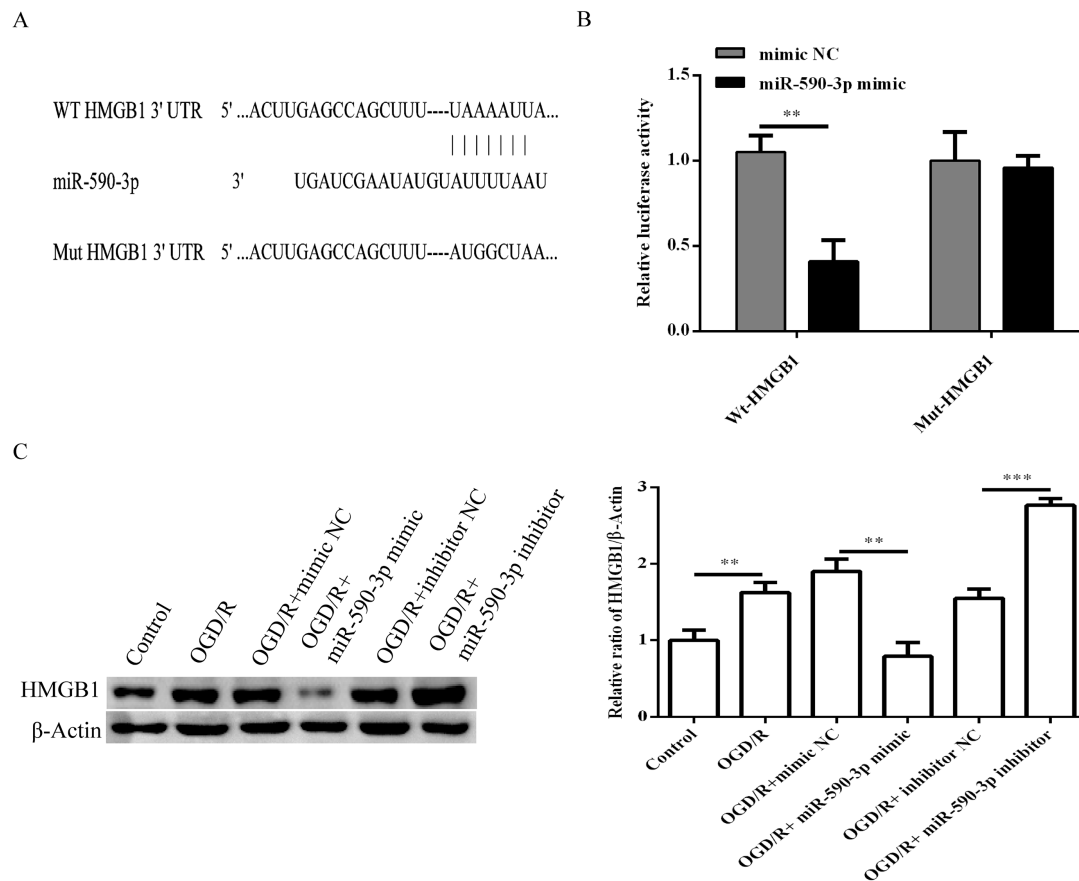 A
WT HMGB1 3' UTR 5' ...ACUUGAGCCAGCUUU----UAAAAUUA...
miR-590-3p 3' UGAUCGAAUAUGUAUUUUAAU
Mut HMGB1 3' UTR 5' ...ACUUGAGCCAGCUUU----AUGGCUAA...
B
mimic NC
miR-590-3p mimic
Relative luciferase activity
1.5
1.0
0.5
0.0
**
Wt-HMGB1
Mut-HMGB1
C
Control
OGD/R
OGD/R+mimic NC
OGD/R+
miR-590-3p mimic
OGD/R+inhibitor NC
OGD/R+
miR-590-3p inhibitor
HMGB1
β-Actin
Relative ratio of HMGB1/β-Actin
3
2
1
0
**
**
***
Control
OGD/R
OGD/R+mimic NC
OGD/R+ miR-590-3p mimic
OGD/R+ inhibitor NC
OGD/R+ miR-590-3p inhibitor